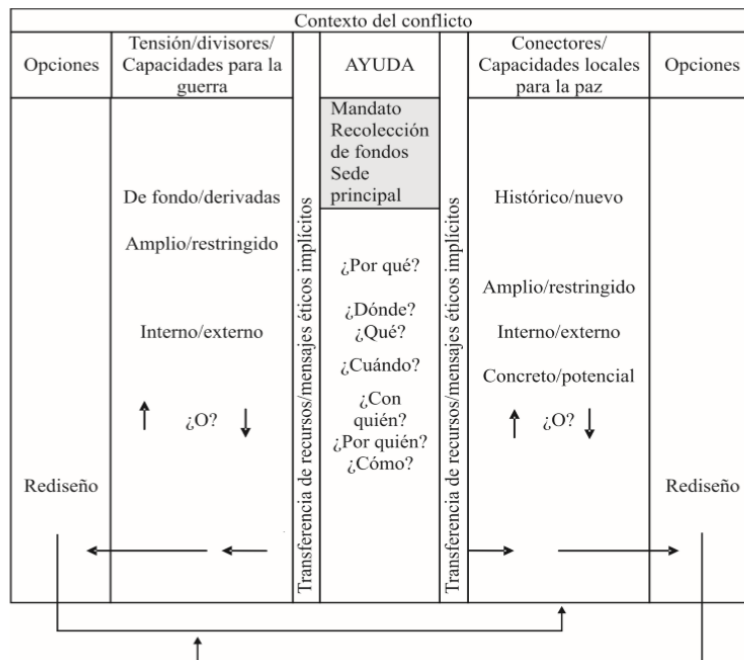 Contexto del conflicto
Opciones
Tensión/divisores/
Capacidades para la
guerra
AYUDA
Conectores/
Capacidades locales
para la paz
Opciones
Rediseño
De fondo/derivadas
Amplio/restringido
Interno/externo
¿O?
Transferencia de recursos/mensajes éticos implícitos
Mandato
Recolección
de fondos
Sede
principal
¿Por qué?
¿Dónde?
¿Qué?
¿Cuándo?
¿Con
quién?
¿Por quién?
¿Cómo?
Transferencia de recursos/mensajes éticos implícitos
Histórico/nuevo
Amplio/restringido
Interno/externo
Concreto/potencial
¿O?
Rediseño